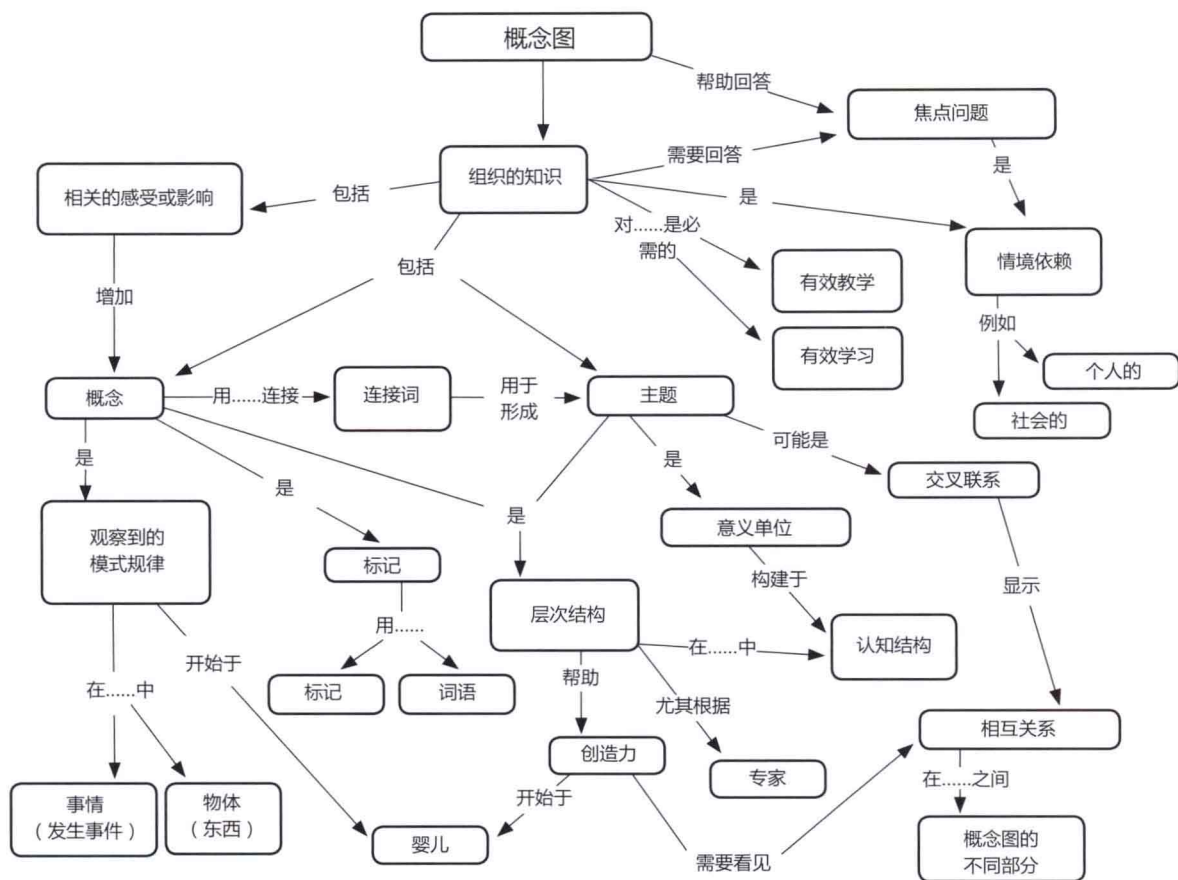 概念图
帮助回答
焦点问题
需要回答
组织的知识
是
相关的感受或影响
包括
是
对……是必
需的
情境依赖
包括
有效教学
增加
例如
有效学习
个人的
概念
用……连接
连接词
用于
形成
主题
社会的
可能是
是
是
交叉联系
是
意义单位
观察到的
模式规律
标记
构建于
显示
层次结构
用……
认知结构
在……中
开始于
帮助
标记
词语
在……中
尤其根据
相互关系
创造力
专家
在……之间
事情
（发生事件）
物体
（东西）
开始于
婴儿
概念图的
不同部分
需要看见